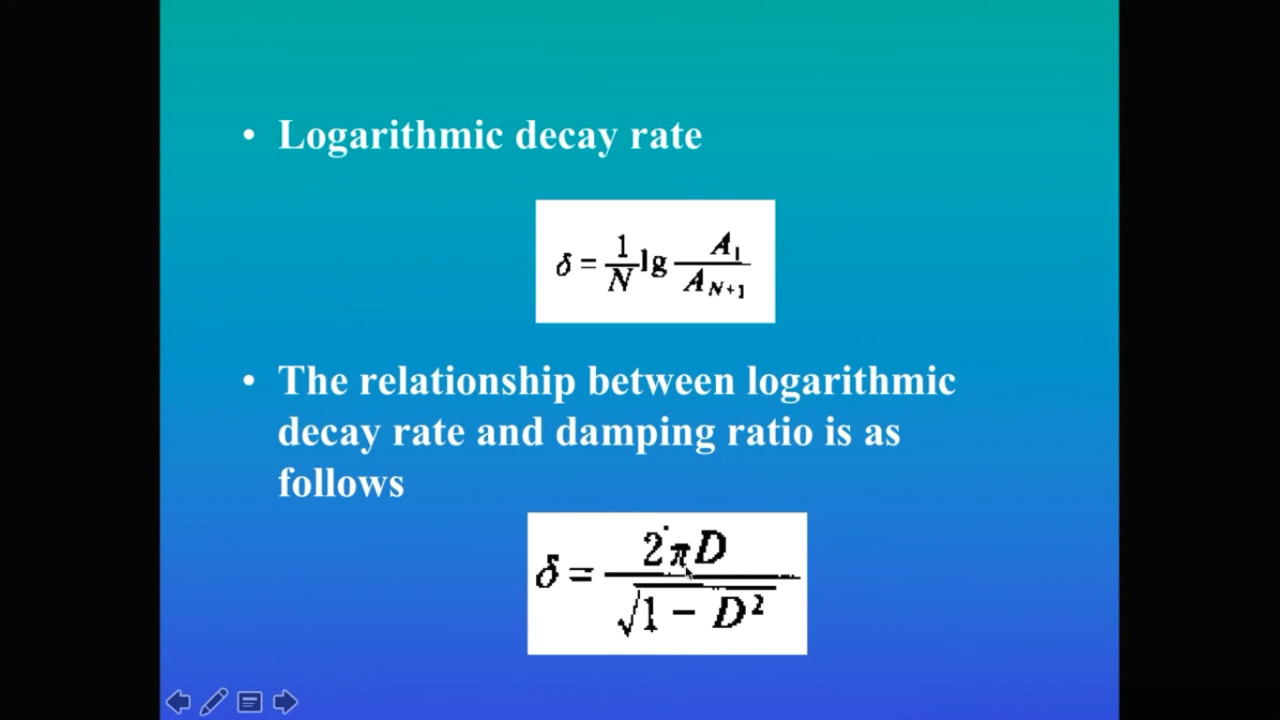 • Logarithmic decay rate
δ = 1/N lg A₁/A_{N+1}
• The relationship between logarithmic
decay rate and damping ratio is as
follows
δ = 2πD/√(1 − D²)